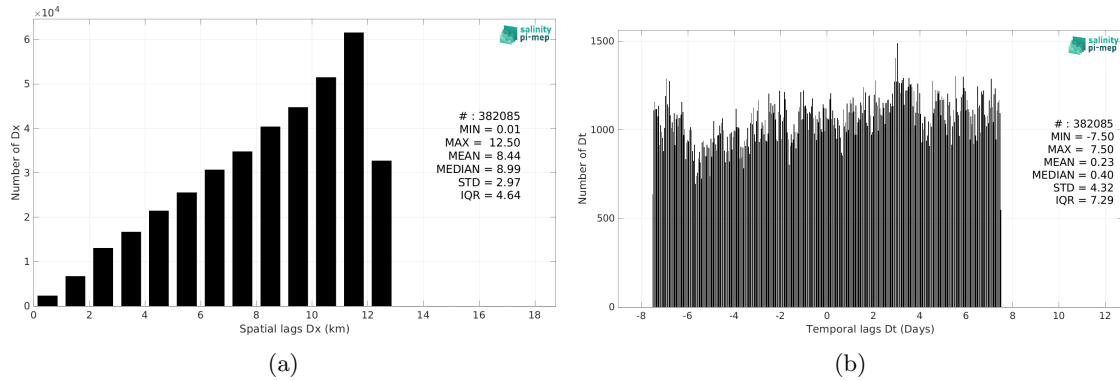 ×10^4
6
5
4
3
2
1
0
0 2 4 6 8 10 12 14 16 18
Number of Dx
Spatial lags Dx (km)
salinity
pi-mep
# : 382085
MIN = 0.01
MAX = 12.50
MEAN = 8.44
MEDIAN = 8.99
STD = 2.97
IQR = 4.64
(a)
1500
1000
500
0
-8 -6 -4 -2 0 2 4 6 8 10 12
Number of Dt
Temporal lags Dt (Days)
salinity
pi-mep
# : 382085
MIN = -7.50
MAX = 7.50
MEAN = 0.23
MEDIAN = 0.40
STD = 4.32
IQR = 7.29
(b)